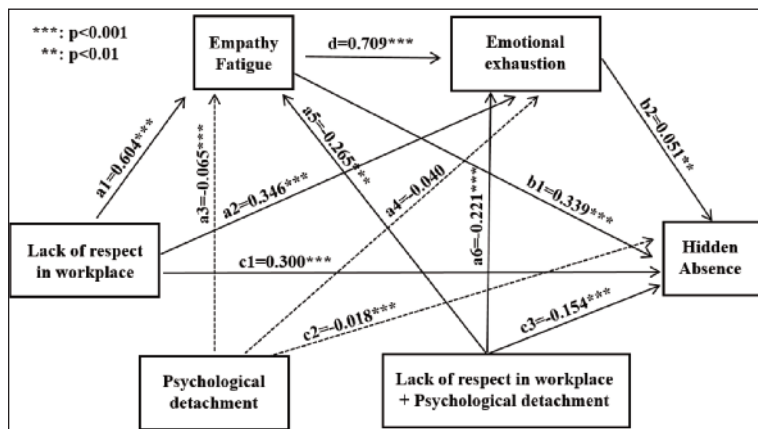 ***: p<0.001
**: p<0.01
Empathy
Fatigue
d=0.709***
Emotional
exhaustion
a1=0.604***
a3=-0.065***
a2=0.346***
a5=-0.265***
a4=-0.040
a6=-0.221***
b1=0.339***
b2=0.051**
Lack of respect
in workplace
c1=0.300***
Hidden
Absence
c2=-0.018***
c3=-0.154***
Psychological
detachment
Lack of respect in workplace
+ Psychological detachment